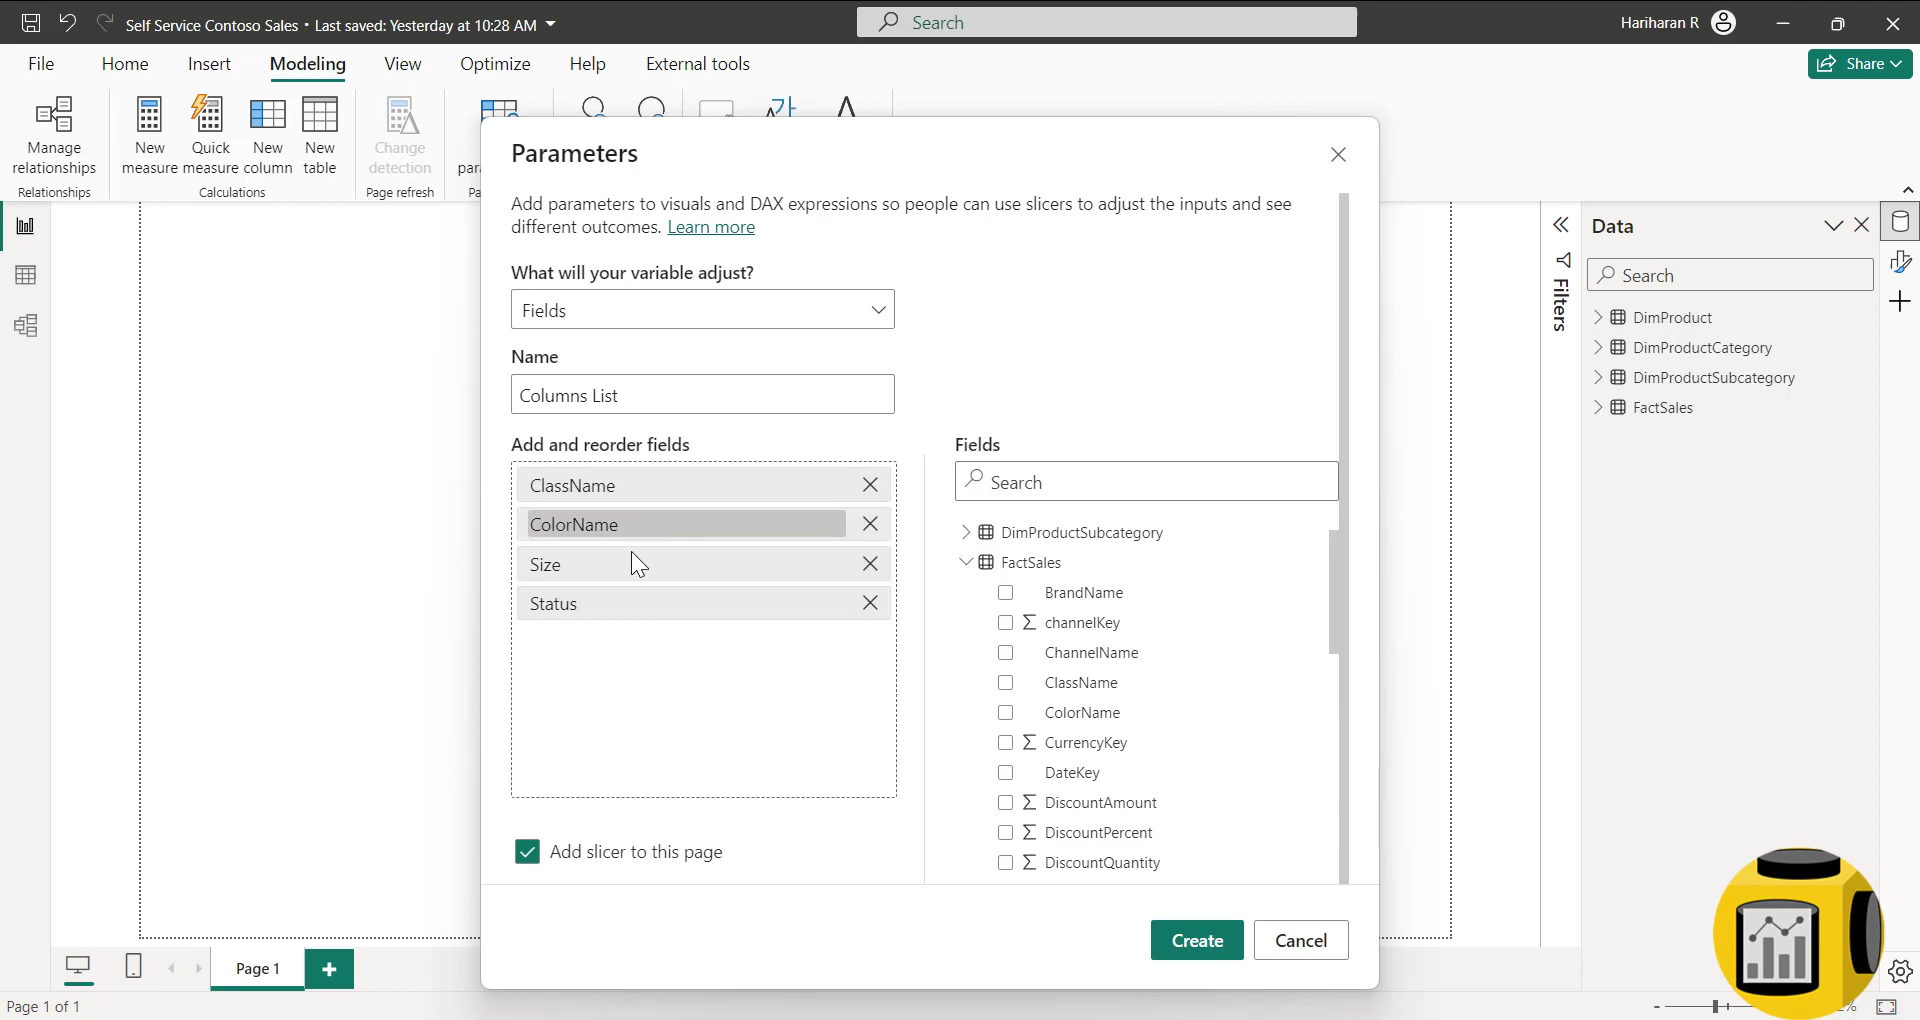 Self Service Contoso Sales • Last saved: Yesterday at 10:28 AM
Search
Hariharan R
File
Home
Insert
Modeling
View
Optimize
Help
External tools
Share
Manage relationships
New measure
Quick measure
New column
New table
Change detection
para
Relationships
Calculations
Page refresh
Pa
Parameters
Add parameters to visuals and DAX expressions so people can use slicers to adjust the inputs and see
different outcomes. Learn more
What will your variable adjust?
Fields
Name
Columns List
Add and reorder fields
ClassName
ColorName
Size
Status
Add slicer to this page
Fields
Search
DimProductSubcategory
FactSales
BrandName
channelKey
ChannelName
ClassName
ColorName
CurrencyKey
DateKey
DiscountAmount
DiscountPercent
DiscountQuantity
Create
Cancel
Filters
Data
Search
DimProduct
DimProductCategory
DimProductSubcategory
FactSales
Page 1
Page 1 of 1